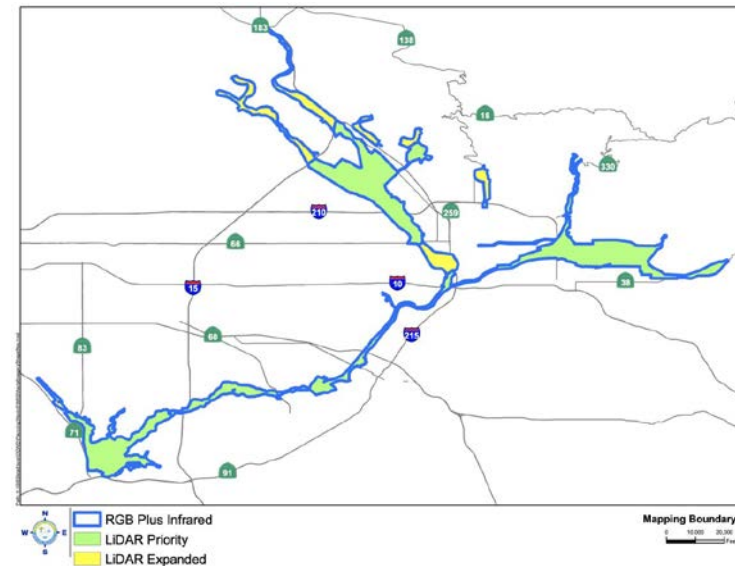 183
138
18
330
210
259
66
38
15
10
83
66
215
71
91
N
W E
S
RGB Plus Infrared
LiDAR Priority
LiDAR Expanded
Mapping Boundary
0 10,000 20,000